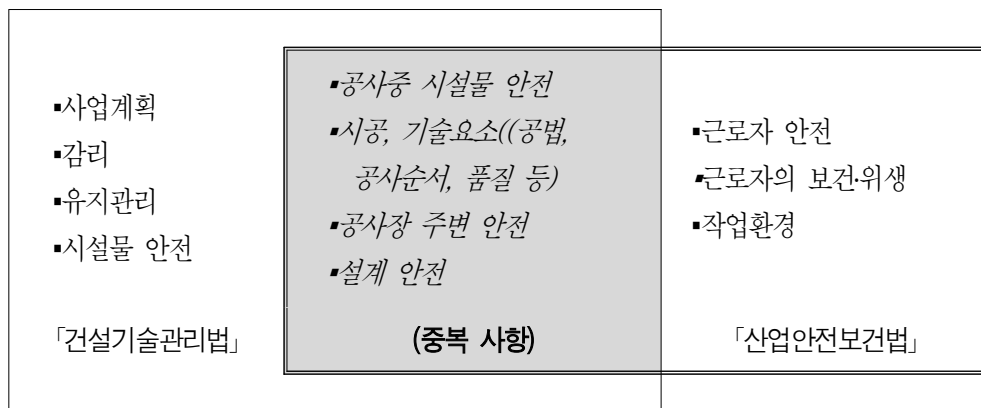 ▪사업계획
▪감리
▪유지관리
▪시설물 안전
「건설기술관리법」
▪공사중 시설물 안전
▪시공, 기술요소((공법,
공사순서, 품질 등)
▪공사장 주변 안전
▪설계 안전
(중복 사항)
▪근로자 안전
▪근로자의 보건·위생
▪작업환경
「산업안전보건법」